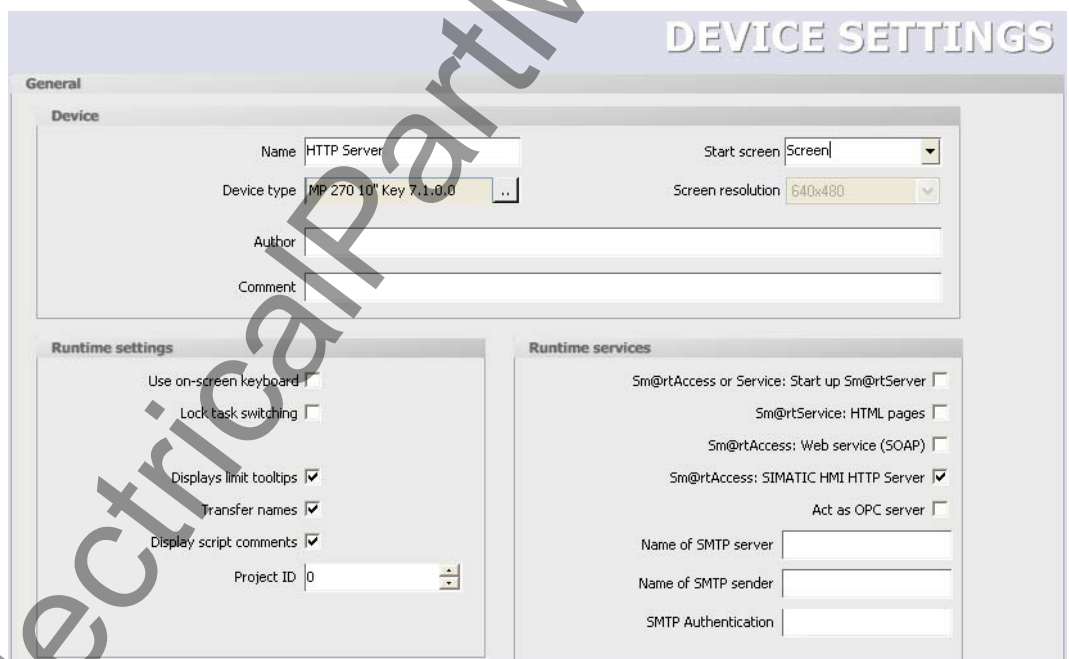 DEVICE SETTINGS
General
Device
Name HTTP Server
Start screen Screen
Device type MP 270 10" Key 7.1.0.0 ..
Screen resolution 640x480
Author
Comment
Runtime settings
Use on-screen keyboard
Lock task switching
Displays limit tooltips
Transfer names
Display script comments
Project ID 0
Runtime services
Sm@rtAccess or Service: Start up Sm@rtServer
Sm@rtService: HTML pages
Sm@rtAccess: Web service (SOAP)
Sm@rtAccess: SIMATIC HMI HTTP Server
Act as OPC server
Name of SMTP server
Name of SMTP sender
SMTP Authentication
ectricalPartM